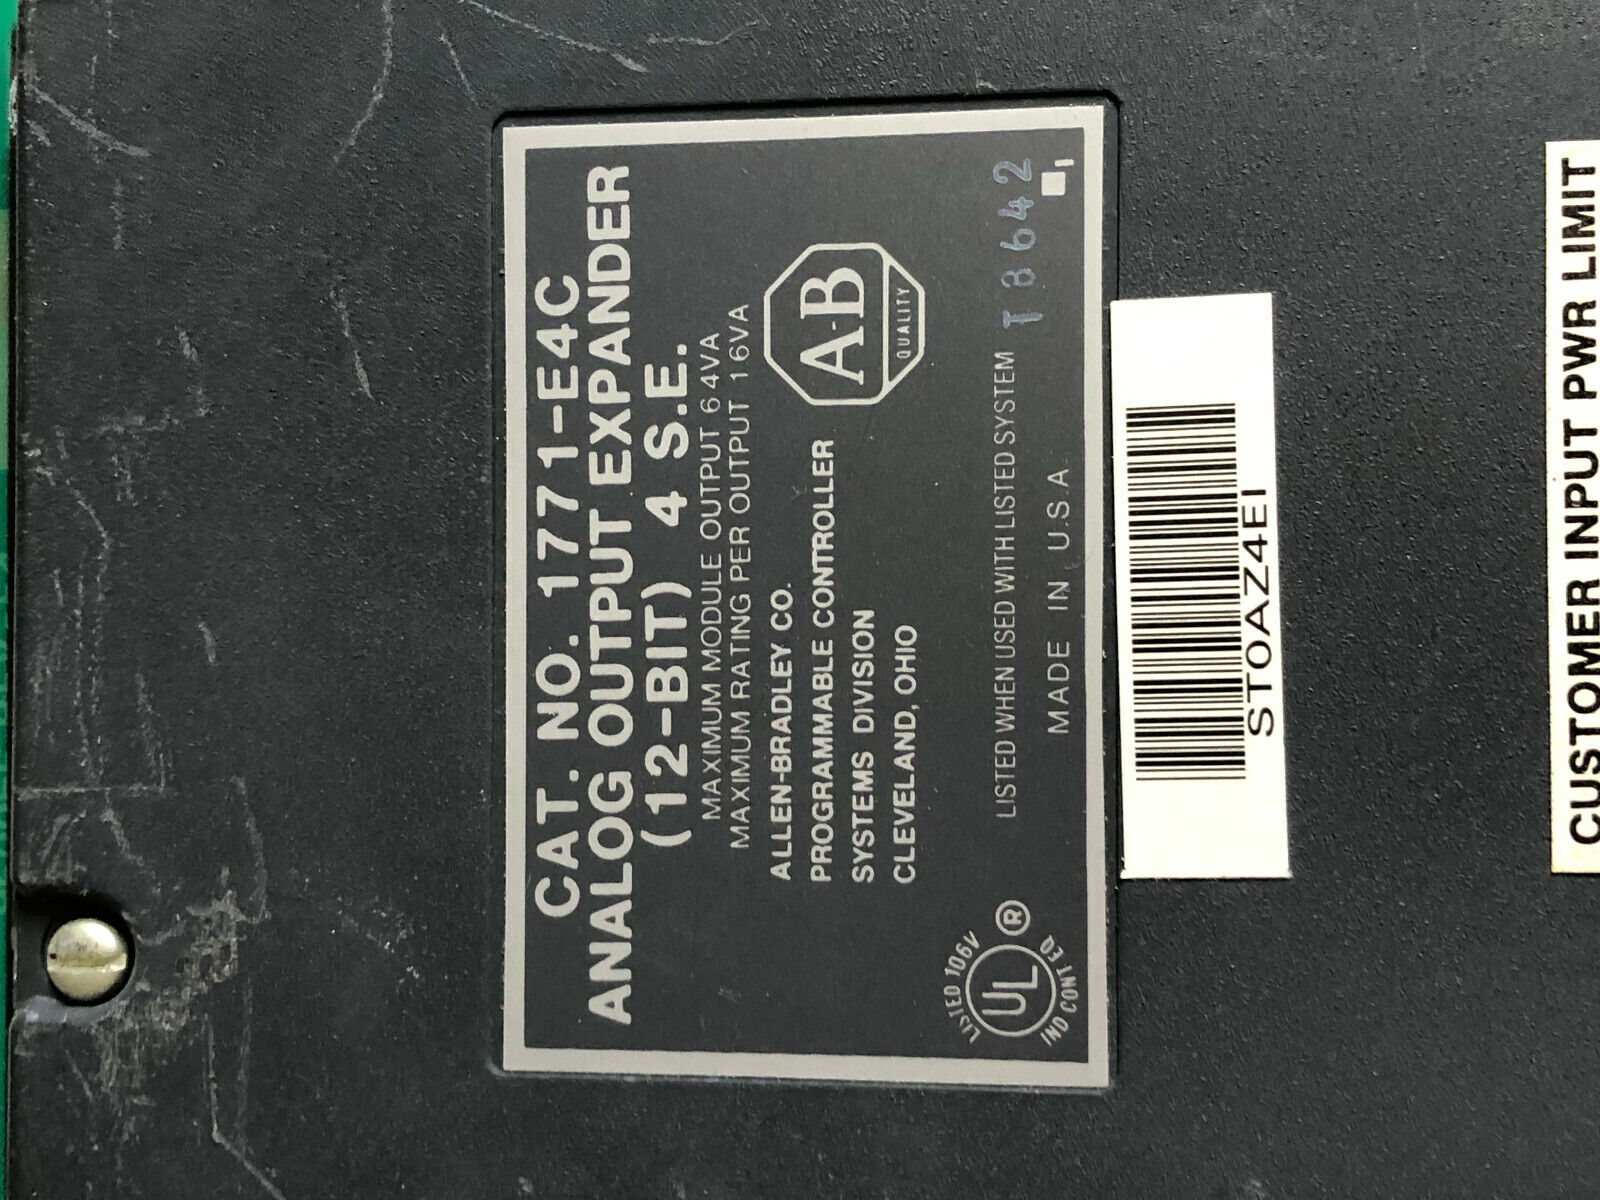 CAT. NO. 1771-E4C
ANALOG OUTPUT EXPANDER
(12-BIT) 4 S.E.
MAXIMUM MODULE OUTPUT 6 4VA
MAXIMUM RATING PER OUTPUT 1 6VA
ALLEN-BRADLEY CO.
PROGRAMMABLE CONTROLLER
SYSTEMS DIVISION
CLEVELAND, OHIO
A-B
QUALITY
LISTED 106V
UL ®
IND CONT EQ
LISTED WHEN USED WITH LISTED SYSTEM
MADE IN U.S.A.
T 8642
STOAZ4EI
CUSTOMER INPUT PWR LIMIT